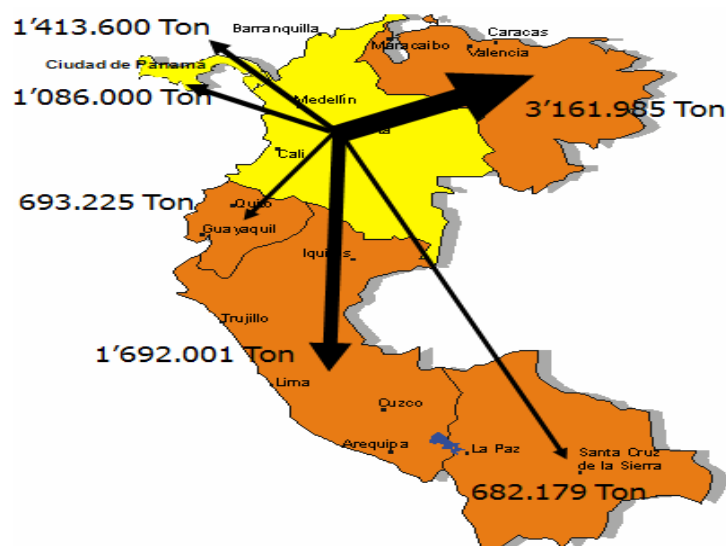 1'413.600 Ton
Barranquilla
Caracas
Maracaibo
Valencia
Ciudad de Panamá
1'086.000 Ton
Medellín
3'161.985 Ton
Cali
693.225 Ton
Quito
Guayaquil
Trujillo
1'692.001 Ton
Lima
Cuzco
Arequipa
La Paz
Santa Cruz
de la Sierra
682.179 Ton